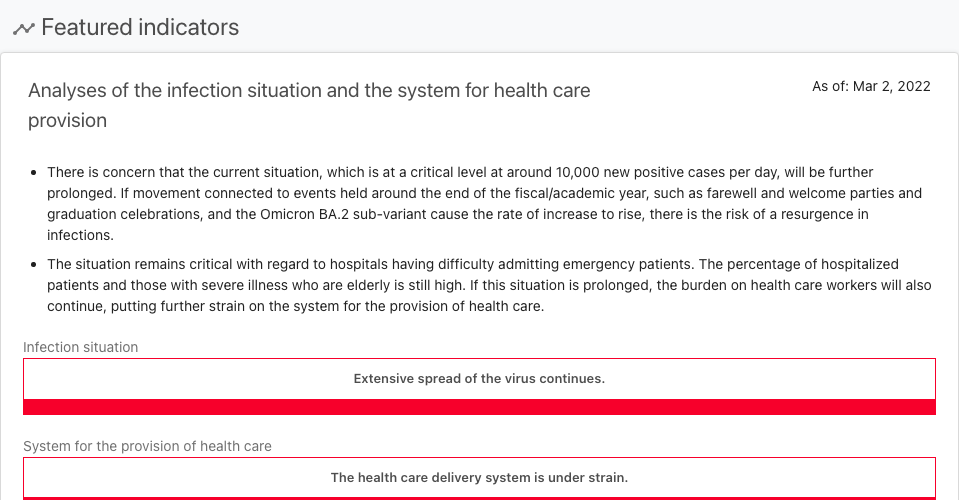 Featured indicators
Analyses of the infection situation and the system for health care
provision
As of: Mar 2, 2022
There is concern that the current situation, which is at a critical level at around 10,000 new positive cases per day, will be further
prolonged. If movement connected to events held around the end of the fiscal/academic year, such as farewell and welcome parties and
graduation celebrations, and the Omicron BA.2 sub-variant cause the rate of increase to rise, there is the risk of a resurgence in
infections.
The situation remains critical with regard to hospitals having difficulty admitting emergency patients. The percentage of hospitalized
patients and those with severe illness who are elderly is still high. If this situation is prolonged, the burden on health care workers will also
continue, putting further strain on the system for the provision of health care.
Infection situation
Extensive spread of the virus continues.
System for the provision of health care
The health care delivery system is under strain.